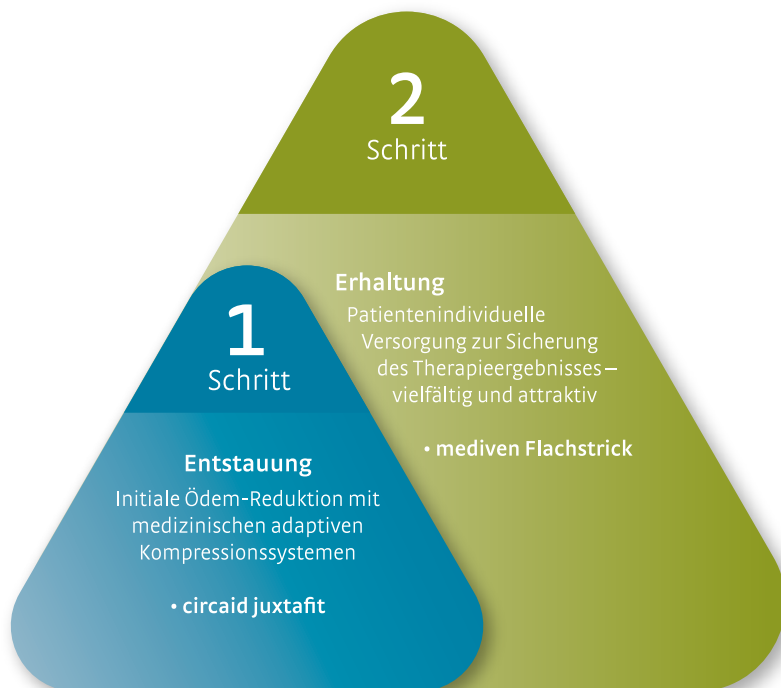 2
Schritt
Erhaltung
Patientenindividuelle
Versorgung zur Sicherung
des Therapieergebnisses –
vielfältig und attraktiv
• mediven Flachstrick
1
Schritt
Entstauung
Initiale Ödem-Reduktion mit
medizinischen adaptiven
Kompressionssystemen
• circaid juxtafit